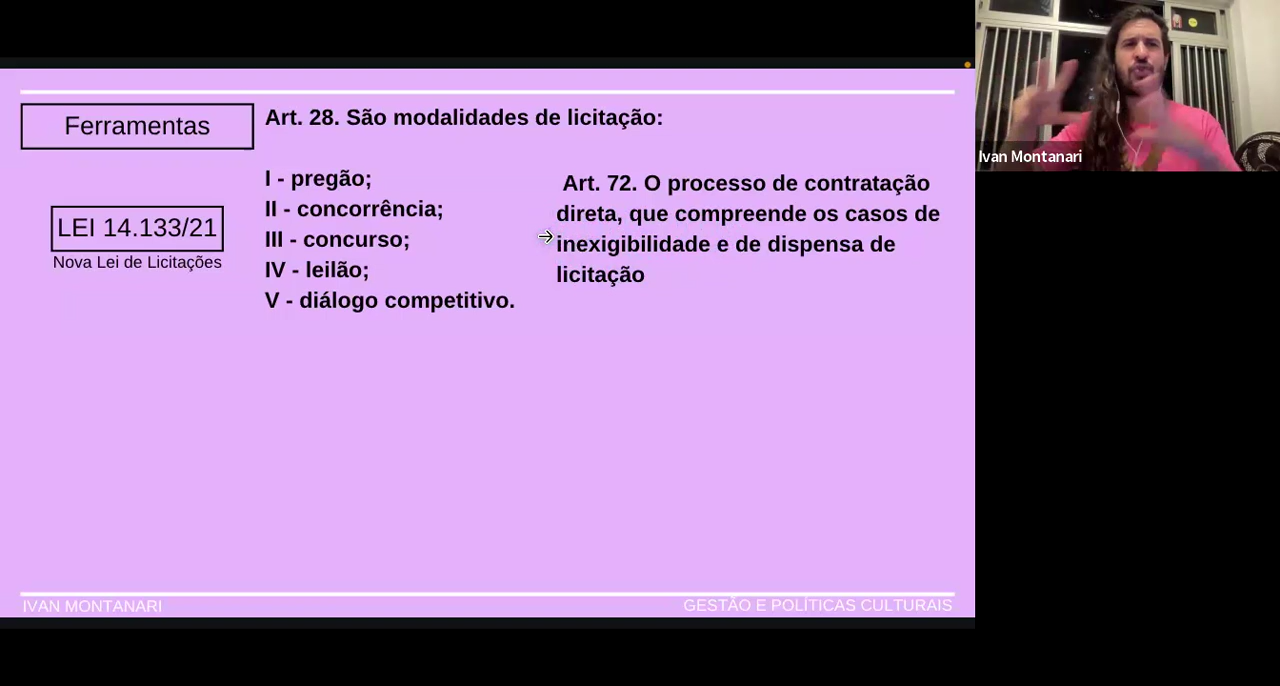 Ferramentas
LEI 14.133/21
Nova Lei de Licitações
Art. 28. São modalidades de licitação:
I - pregão;
II - concorrência;
III - concurso;
IV - leilão;
V - diálogo competitivo.
Art. 72. O processo de contratação
direta, que compreende os casos de
inexigibilidade e de dispensa de
licitação
IVAN MONTANARI
GESTÃO E POLÍTICAS CULTURAIS
Ivan Montanari